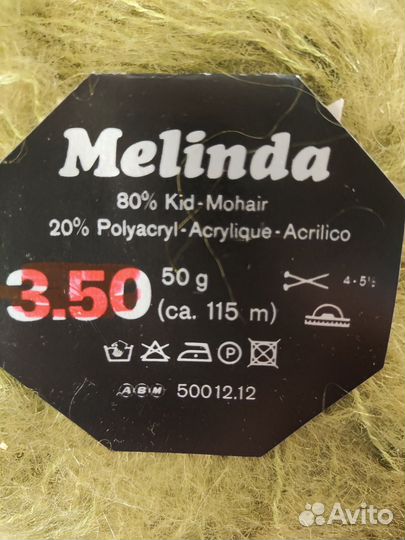 Melinda
80% Kid-Mohair
20% Polyacryl-Acrylique-Acrilico
3.50
50 g
(ca. 115 m)
4-5½
P
ABM 50012.12
Avito